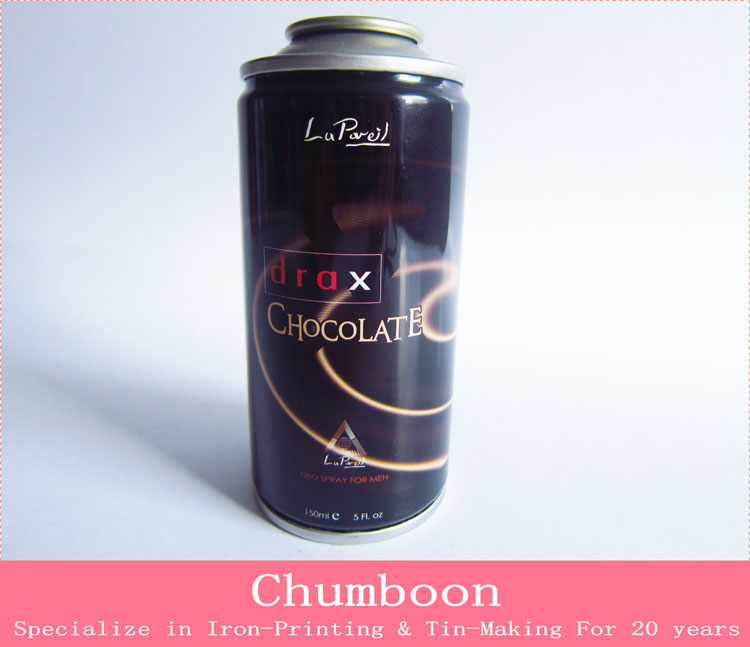 LaPareil
drax
CHOCOLATE
LaPareil
DEO SPRAY FOR MEN
150ml e 5 Fl. oz
Chumboon
Specialize in Iron-Printing & Tin-Making For 20 years